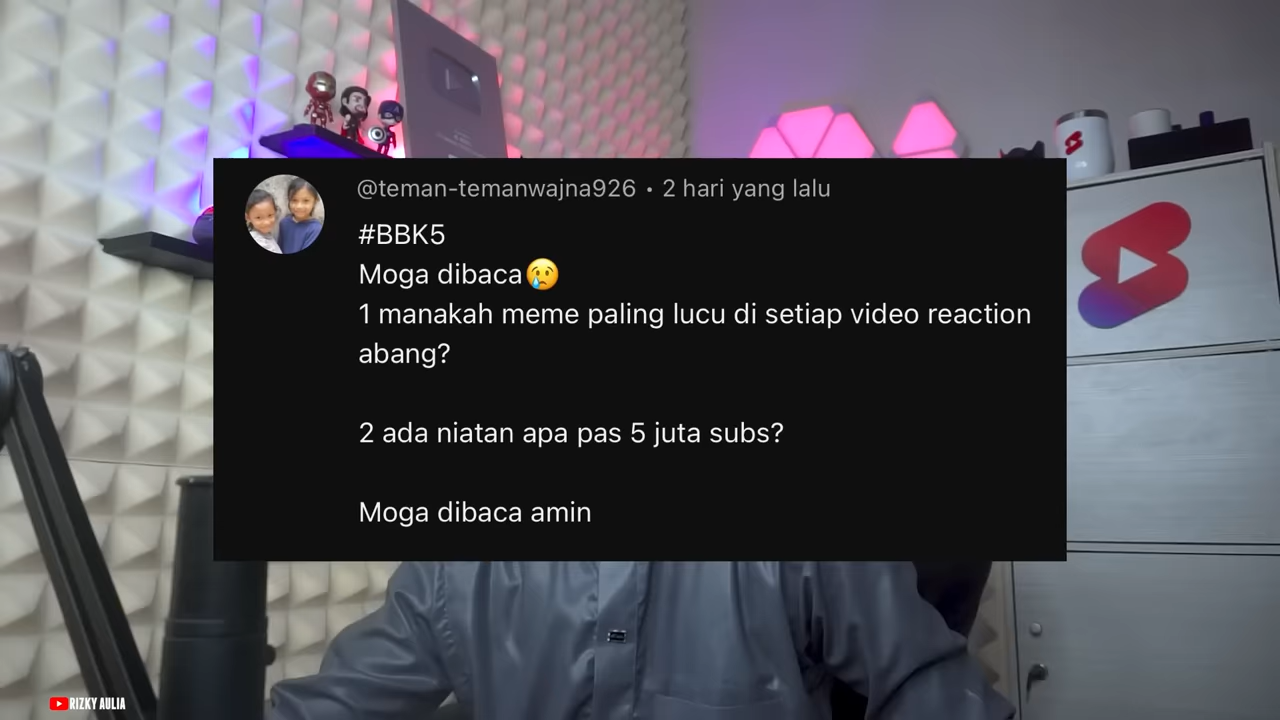 @teman-temanwajna926 • 2 hari yang lalu
#BBK5
Moga dibaca😢
1 manakah meme paling lucu di setiap video reaction
abang?
2 ada niatan apa pas 5 juta subs?
Moga dibaca amin
RIZKY AULIA